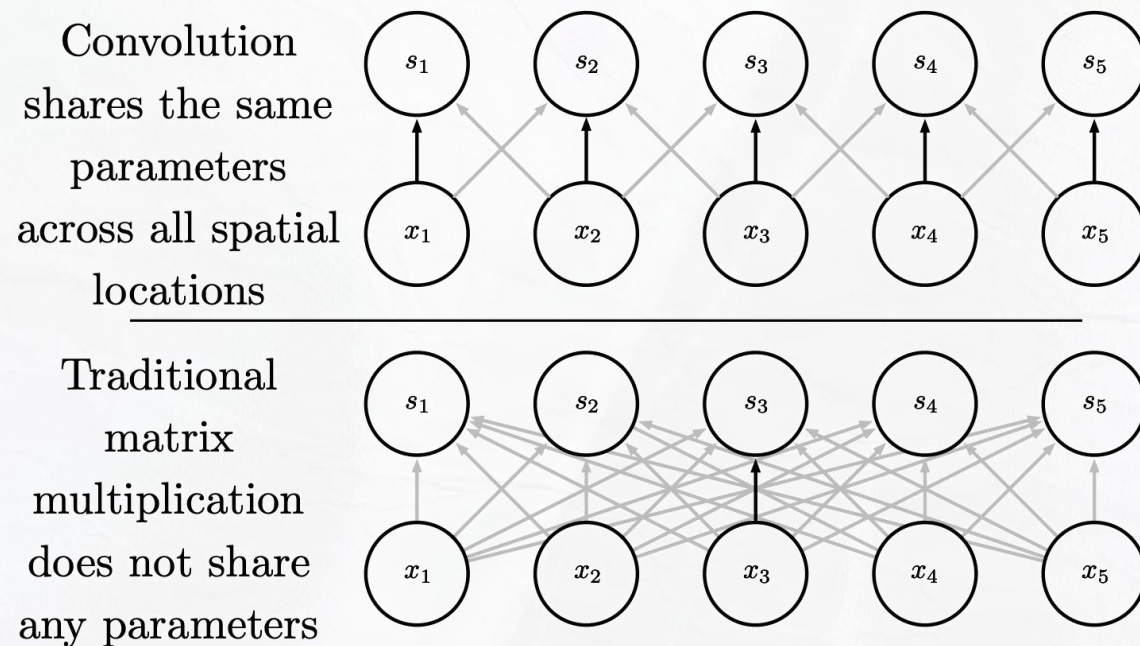 Convolution
shares the same
parameters
across all spatial
locations
s₁ s₂ s₃ s₄ s₅
x₁ x₂ x₃ x₄ x₅
Traditional
matrix
multiplication
does not share
any parameters
s₁ s₂ s₃ s₄ s₅
x₁ x₂ x₃ x₄ x₅